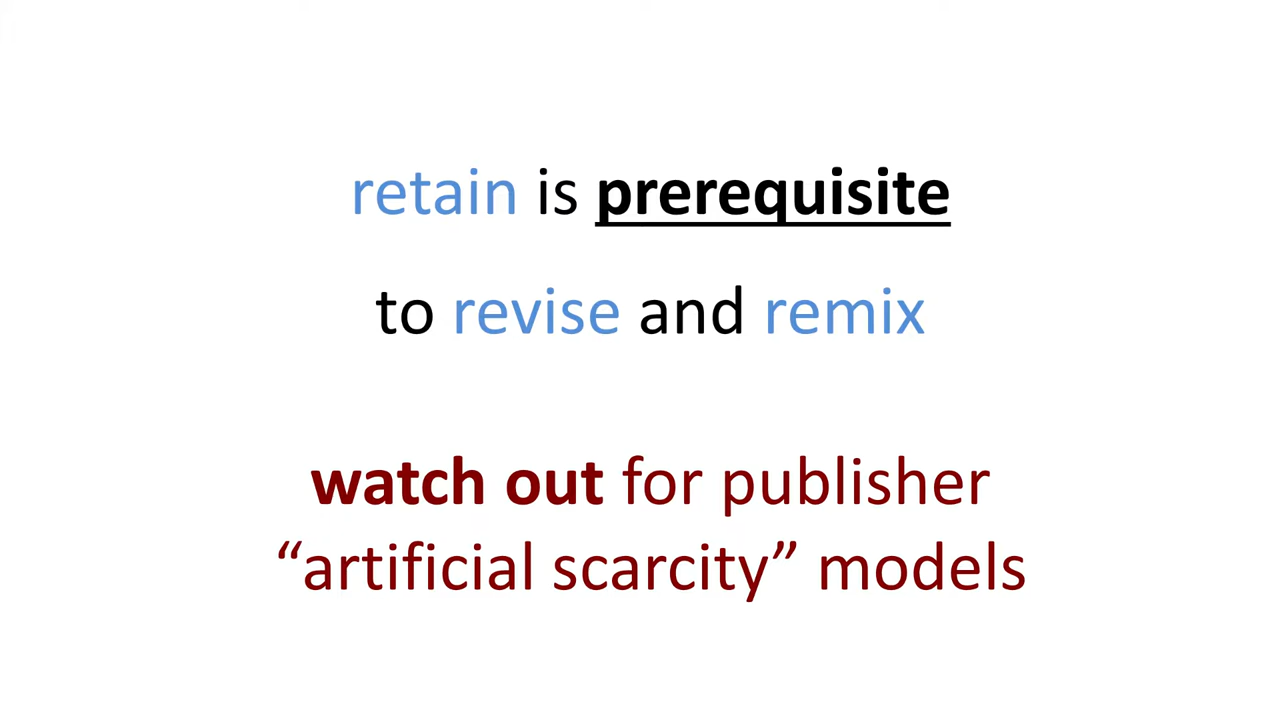 retain is prerequisite
to revise and remix
watch out for publisher
“artificial scarcity” models